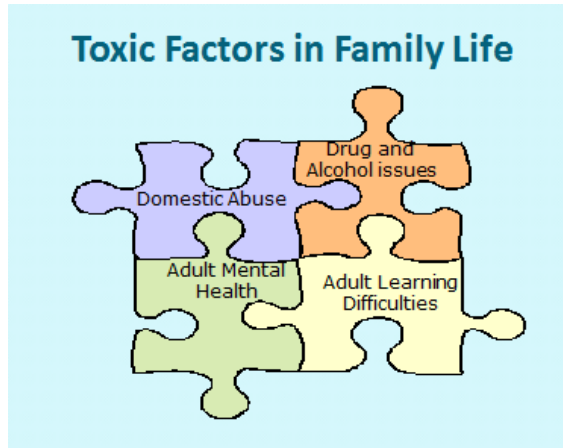 Toxic Factors in Family Life
Domestic Abuse
Drug and
Alcohol issues
Adult Mental
Health
Adult Learning
Difficulties